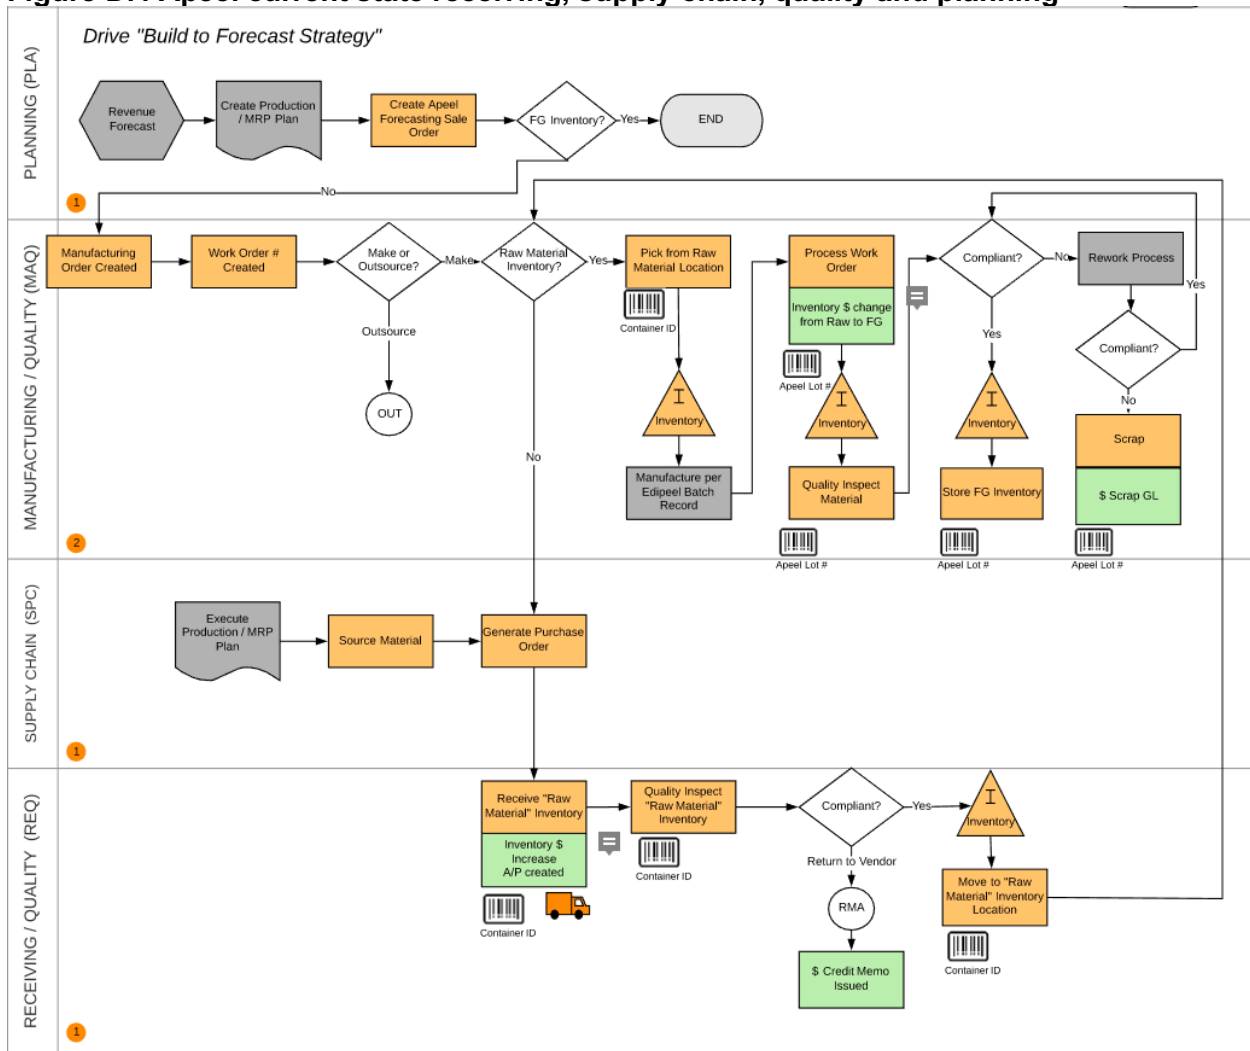 Drive "Build to Forecast Strategy"
PLANNING (PLA)
Revenue
Forecast
Create Production
/ MRP Plan
Create Apeel
Forecasting Sale
Order
FG Inventory?
Yes
END
No
1
MANUFACTURING / QUALITY (MAQ)
Manufacturing
Order Created
Work Order #
Created
Make or
Outsource?
Make
Raw Material
Inventory?
Yes
Pick from Raw
Material Location
Container ID
Process Work
Order
Inventory $ change
from Raw to FG
Apeel Lot #
Compliant?
No
Rework Process
Yes
Yes
Compliant?
No
Outsource
OUT
I
Inventory
I
Inventory
I
Inventory
Scrap
$ Scrap GL
No
Manufacture per
Edipeel Batch
Record
Quality Inspect
Material
Store FG Inventory
Apeel Lot #
Apeel Lot #
Apeel Lot #
2
SUPPLY CHAIN (SPC)
Execute
Production / MRP
Plan
Source Material
Generate Purchase
Order
1
RECEIVING / QUALITY (REQ)
Receive "Raw
Material" Inventory
Inventory $
Increase
A/P created
Container ID
Quality Inspect
"Raw Material"
Inventory
Container ID
Compliant?
Yes
I
Inventory
Return to Vendor
RMA
$ Credit Memo
Issued
Move to "Raw
Material" Inventory
Location
Container ID
1